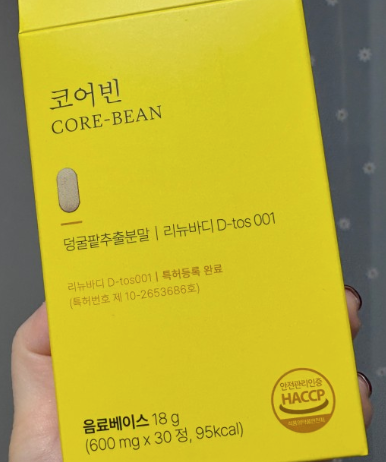 코어빈
CORE-BEAN
덩굴팥추출분말 | 리뉴바디 D-tos 001
리뉴바디 D-tos001 | 특허등록 완료
(특허번호 제 10-2653686호)
안전관리인증
HACCP
음료베이스 18 g
(600 mg x 30 정, 95kcal)